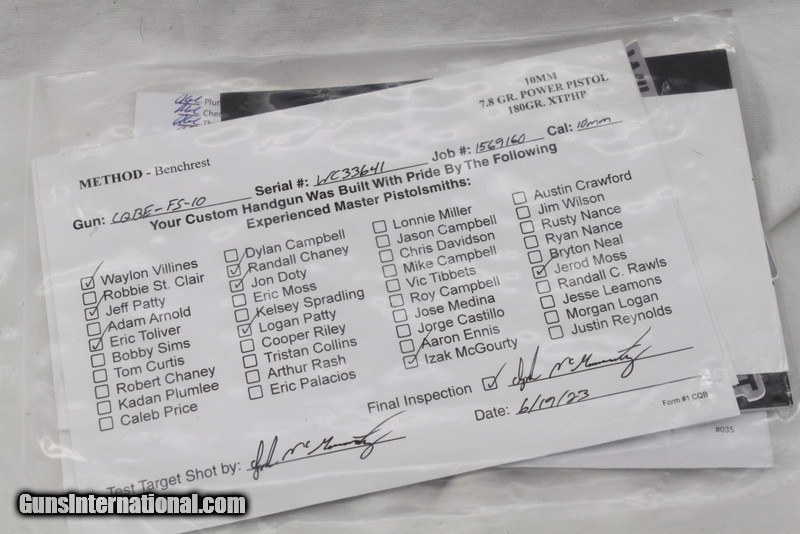 10MM
7.8 GR. POWER PISTOL
180GR. XTPHP
METHOD - Benchrest
Gun: CQBE-FS-10 Serial #: WC33641 Job #: 1569160 Cal: 10mm
Your Custom Handgun Was Built With Pride By The Following
Experienced Master Pistolsmiths:
Waylon Villines
Robbie St. Clair
Jeff Patty
Adam Arnold
Eric Toliver
Bobby Sims
Tom Curtis
Robert Chaney
Kadan Plumlee
Caleb Price
Dylan Campbell
Randall Chaney
Jon Doty
Eric Moss
Kelsey Spradling
Logan Patty
Cooper Riley
Tristan Collins
Arthur Rash
Eric Palacios
Lonnie Miller
Jason Campbell
Chris Davidson
Mike Campbell
Vic Tibbets
Roy Campbell
Jose Medina
Jorge Castillo
Aaron Ennis
Izak McGourty
Austin Crawford
Jim Wilson
Rusty Nance
Ryan Nance
Bryton Neal
Jerod Moss
Randall C. Rawls
Jesse Leamons
Morgan Logan
Justin Reynolds
Final Inspection
Date: 6/19/23
Form #1 CQB
Test Target Shot by:
#035
GunsInternational.com